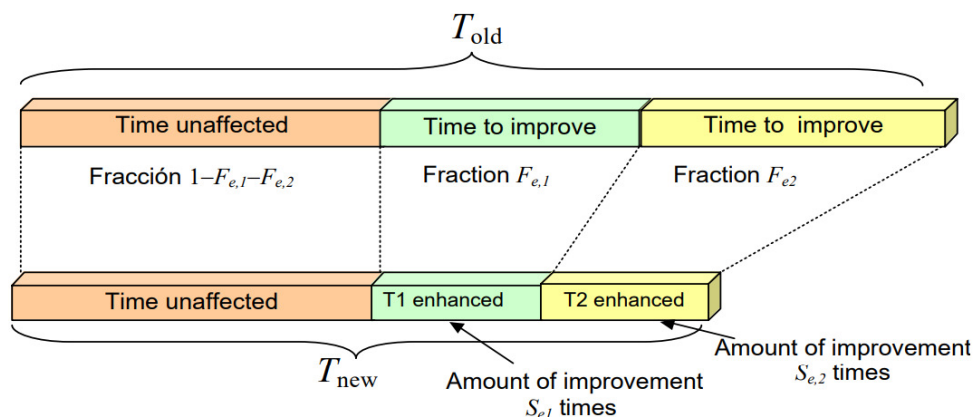 T_old
Time unaffected
Time to improve
Time to improve
Fracción 1–F_e,1–F_e,2
Fraction F_e,1
Fraction F_e2
Time unaffected
T1 enhanced
T2 enhanced
T_new
Amount of improvement
S_e1 times
Amount of improvement
S_e,2 times